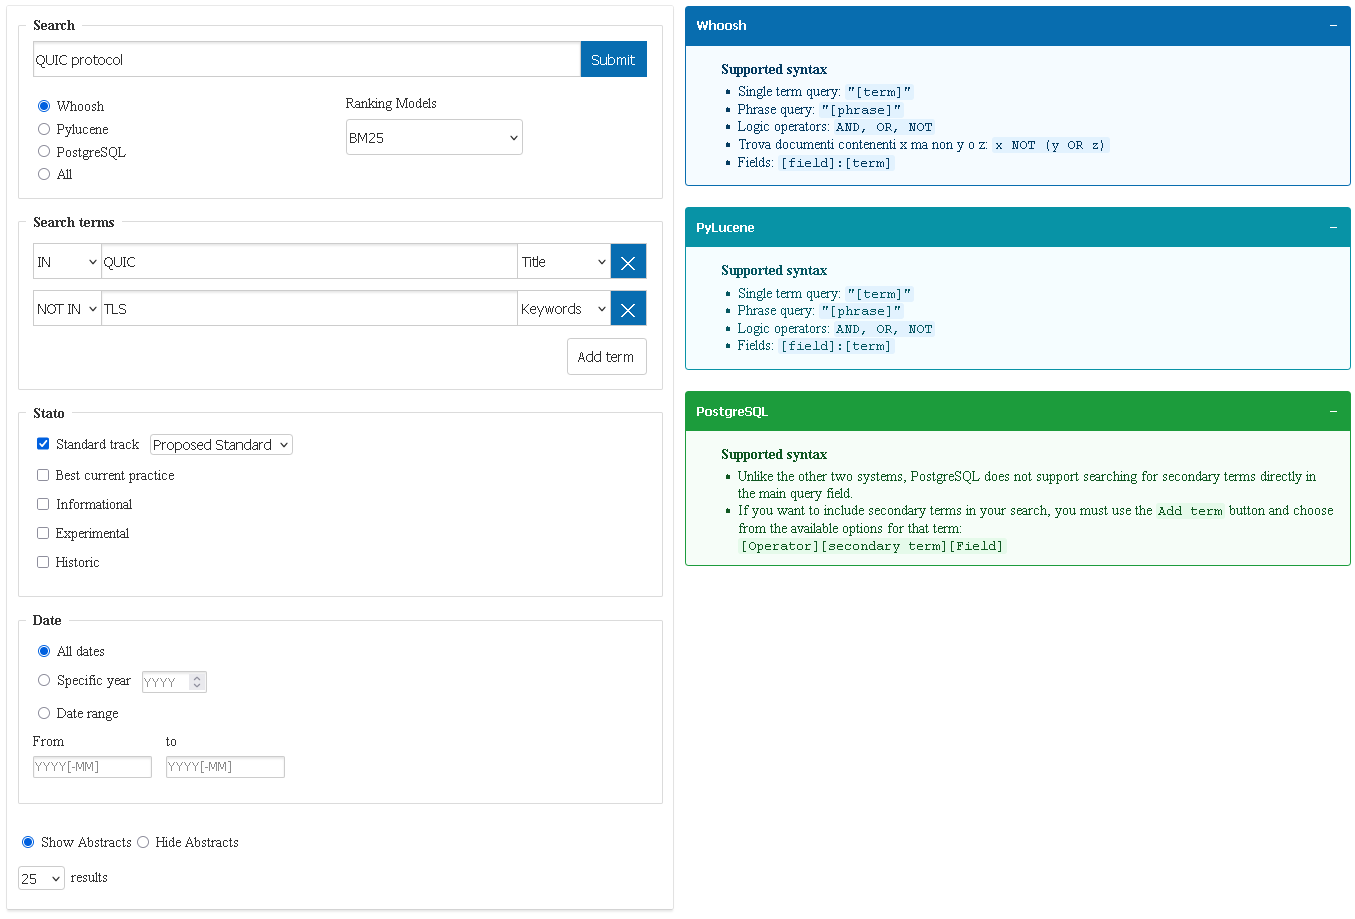 Search
QUIC protocol
Submit
Whoosh
Pylucene
PostgreSQL
All
Ranking Models
BM25
Search terms
IN QUIC Title
NOT IN TLS Keywords
Add term
Stato
Standard track Proposed Standard
Best current practice
Informational
Experimental
Historic
Date
All dates
Specific year YYYY
Date range
From to
YYYY[-MM] YYYY[-MM]
Show Abstracts Hide Abstracts
25 results
Whoosh
Supported syntax
Single term query: "[term]"
Phrase query: "[phrase]"
Logic operators: AND, OR, NOT
Trova documenti contenenti x ma non y o z: x NOT (y OR z)
Fields: [field]:[term]
PyLucene
Supported syntax
Single term query: "[term]"
Phrase query: "[phrase]"
Logic operators: AND, OR, NOT
Fields: [field]:[term]
PostgreSQL
Supported syntax
Unlike the other two systems, PostgreSQL does not support searching for secondary terms directly in
the main query field.
If you want to include secondary terms in your search, you must use the Add term button and choose
from the available options for that term:
[Operator][secondary term][Field]